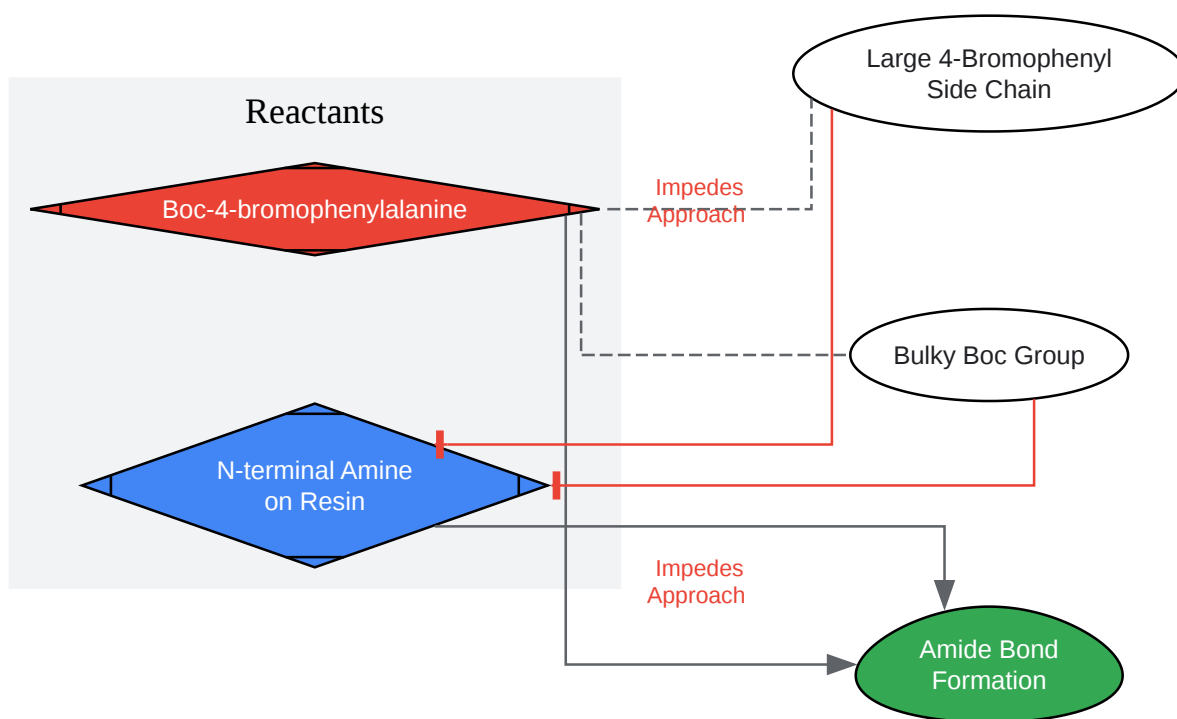 Large 4-Bromophenyl
Side Chain
Reactants
Impedes
Approach
Boc-4-bromophenylalanine
Bulky Boc Group
N-terminal Amine
on Resin
Impedes
Approach
Amide Bond
Formation